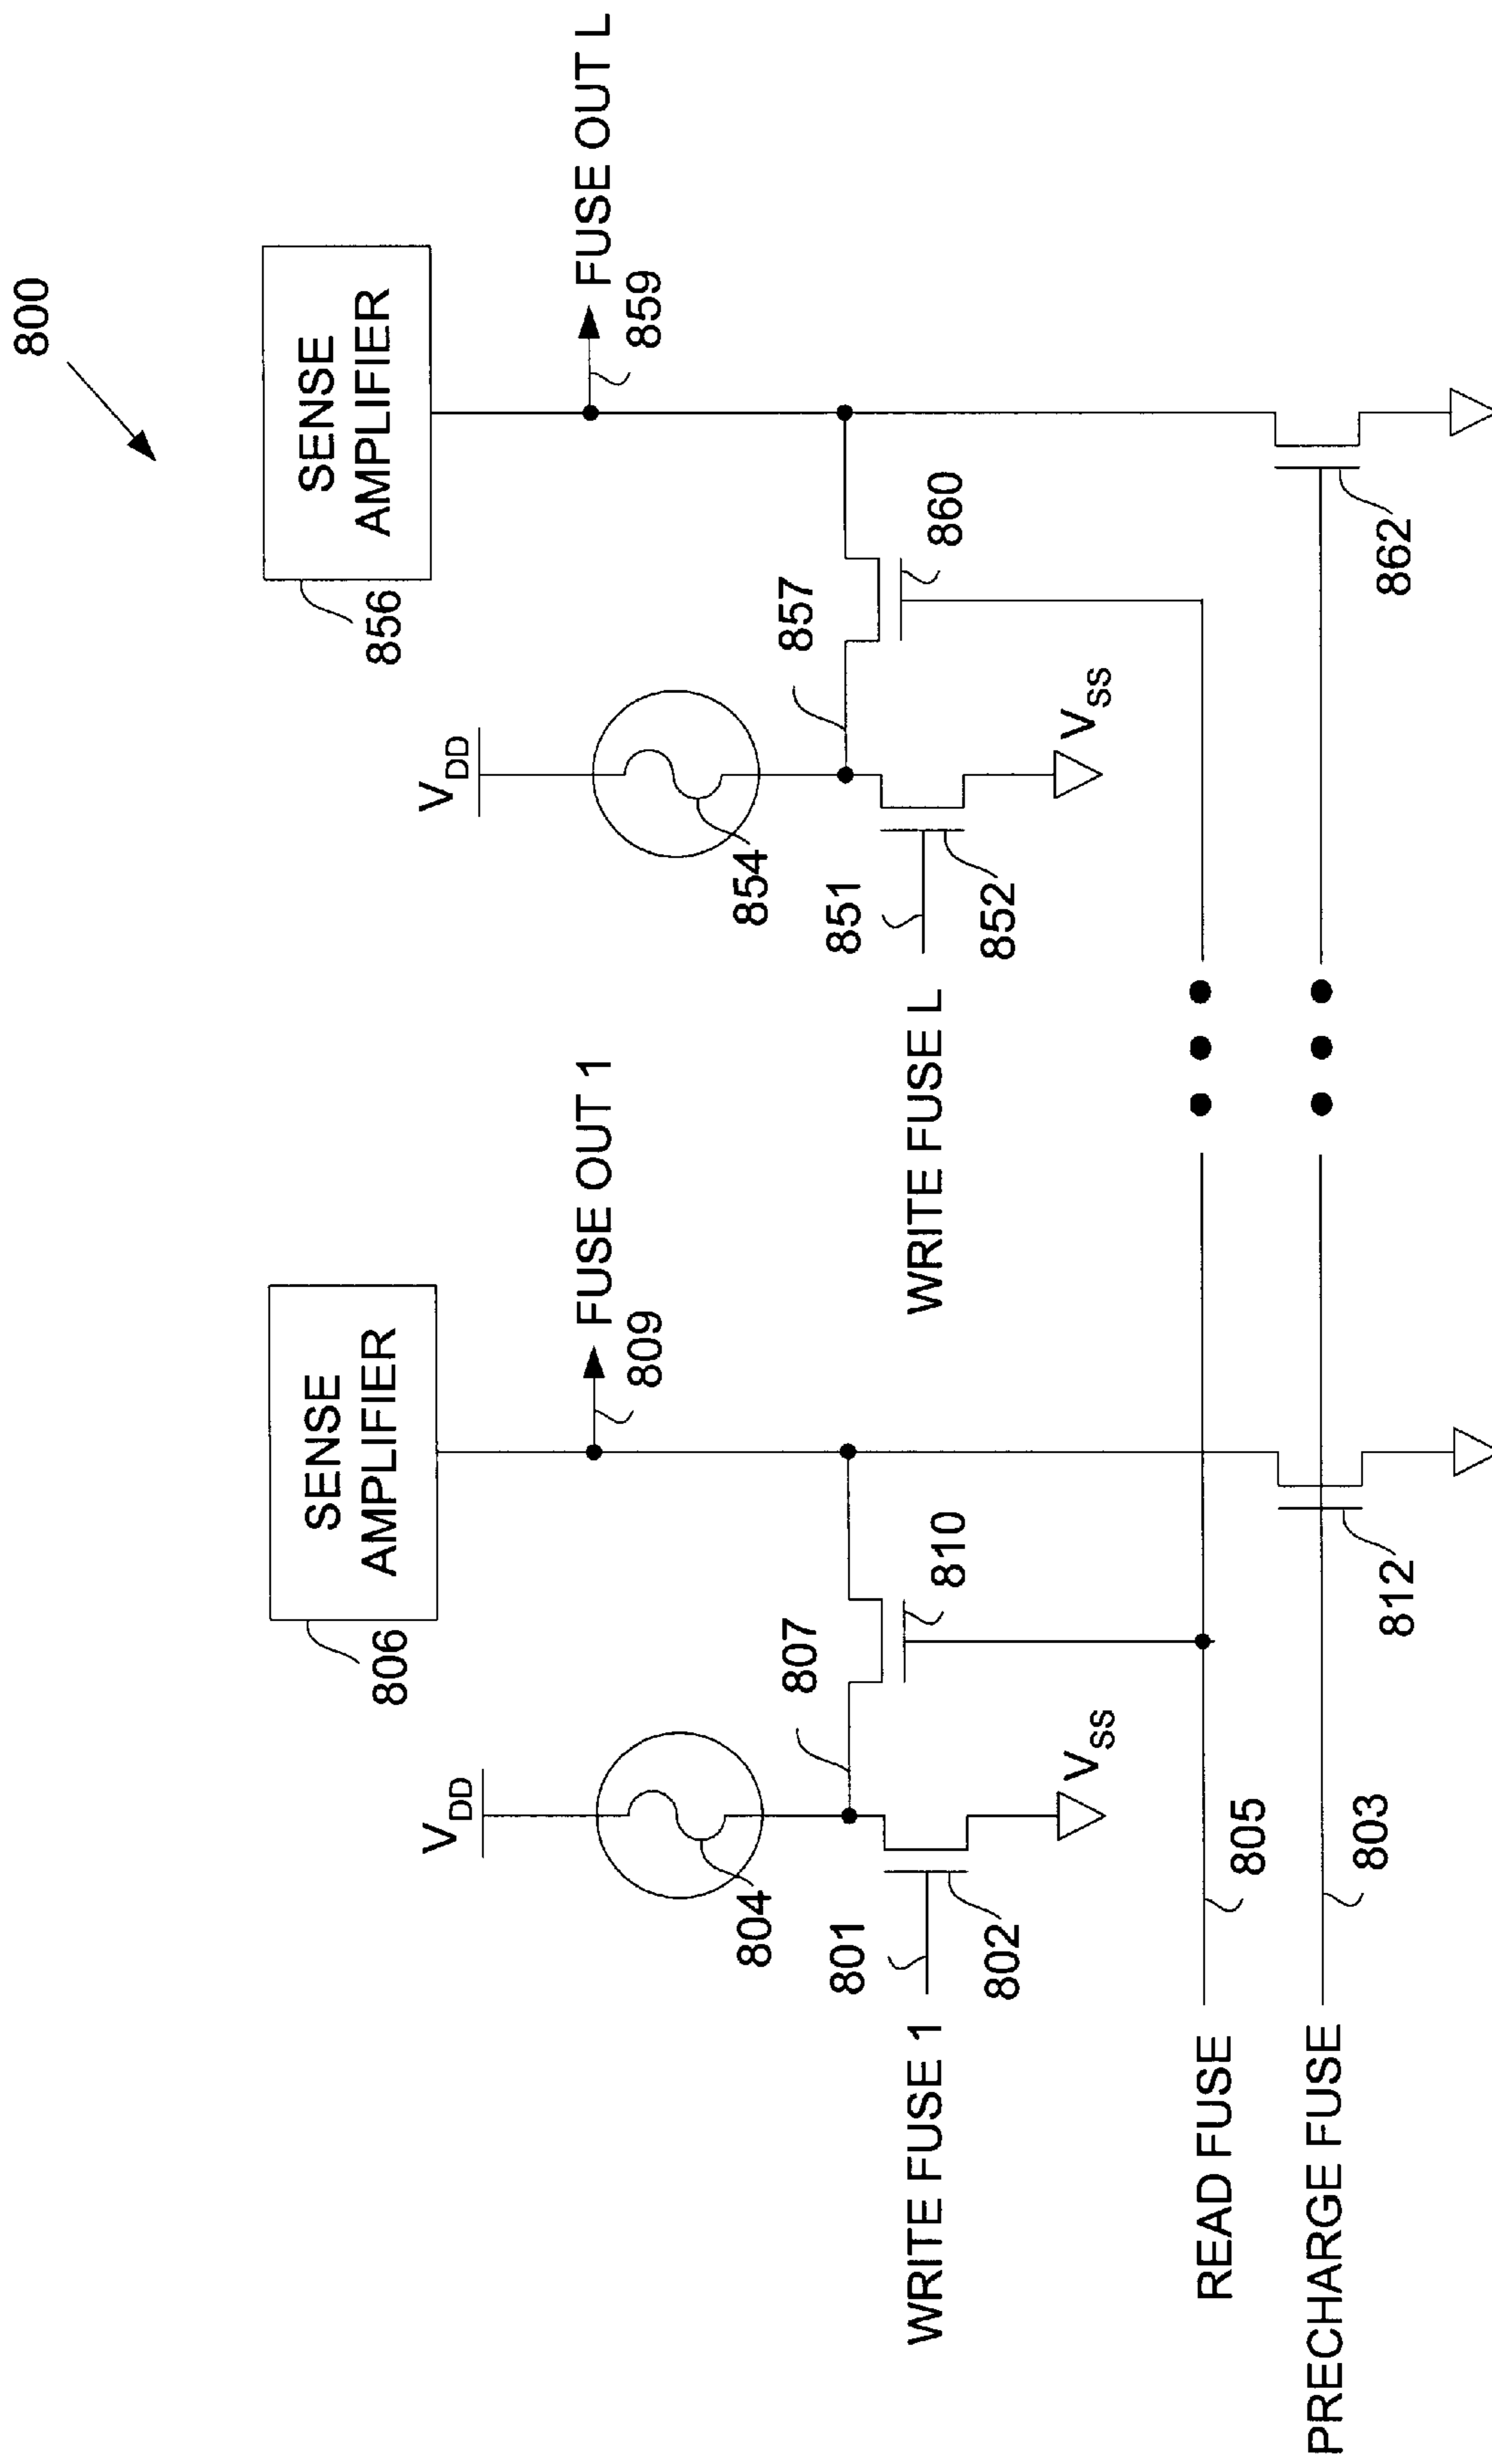 800
SENSE
AMPLIFIER
806
SENSE
AMPLIFIER
856
V_DD
FUSE OUT 1
809
V_DD
FUSE OUT L
859
804
807
810
854
857
860
WRITE FUSE 1
801
802
V_SS
WRITE FUSE L
851
852
V_SS
READ FUSE
805
PRECHARGE FUSE
803
812
862